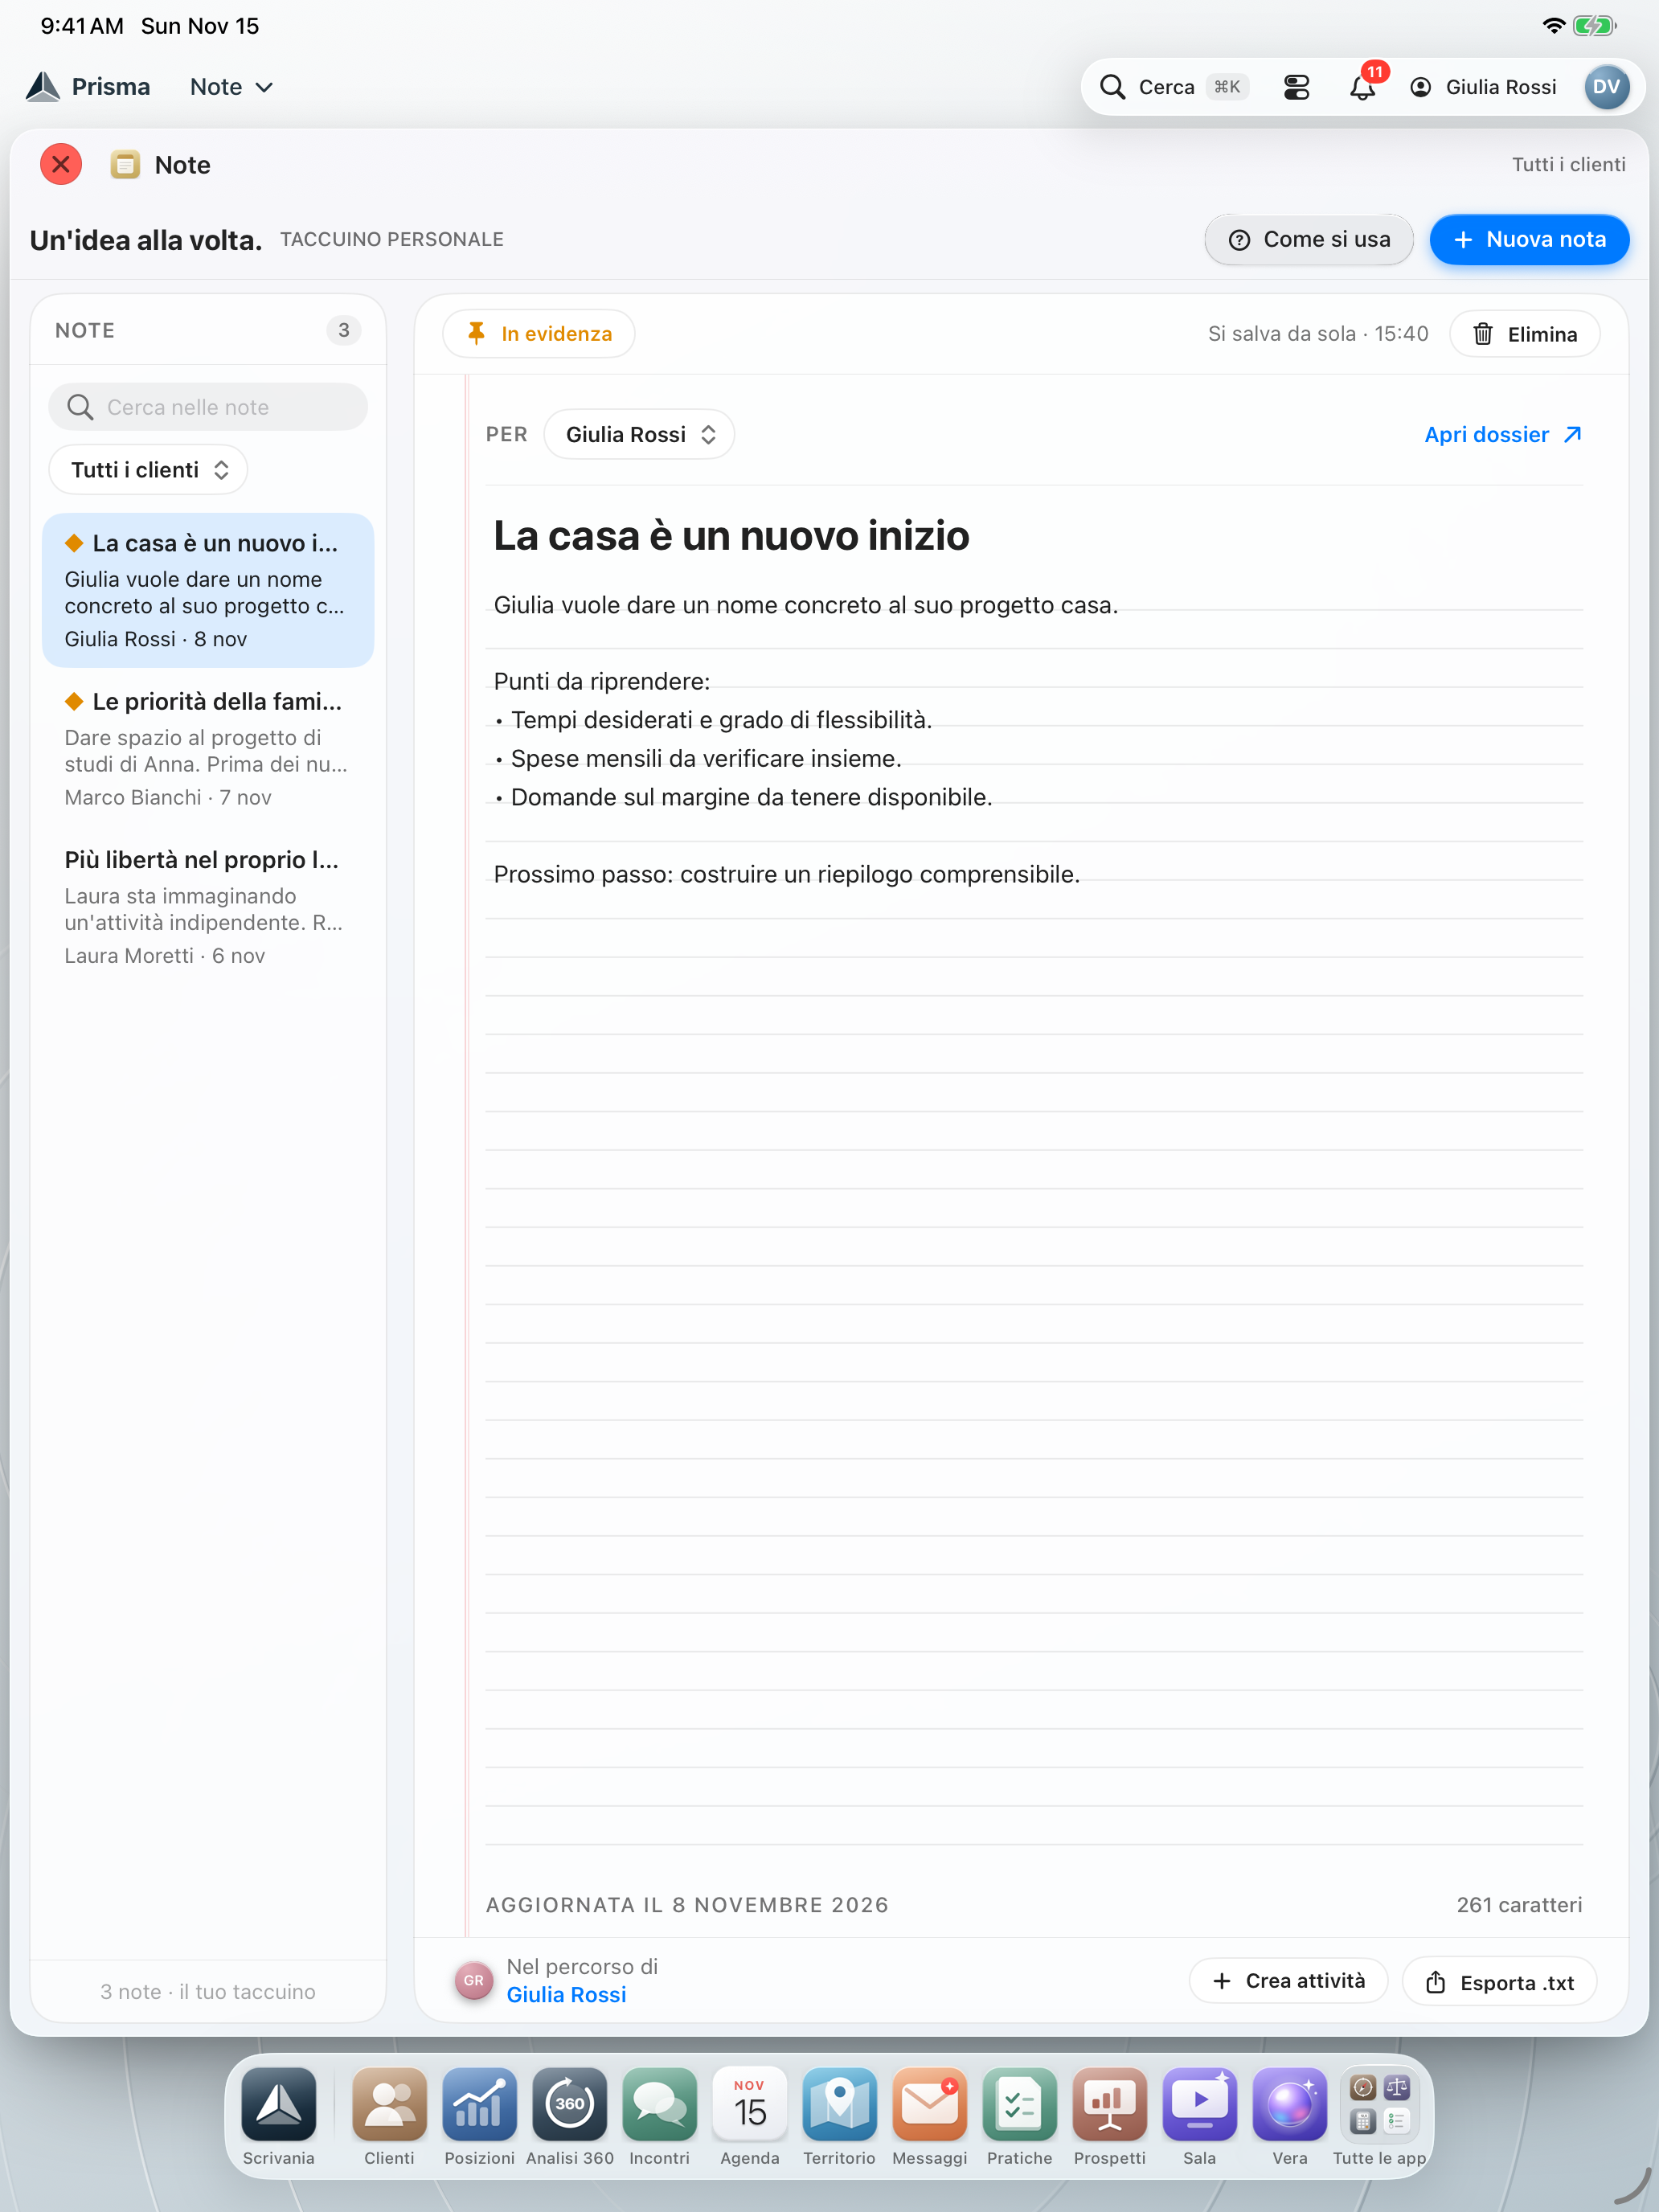 9:41 AM Sun Nov 15
Prisma Note
Cerca ⌘K 11 Giulia Rossi DV
Note
Tutti i clienti
Un'idea alla volta. TACCUINO PERSONALE
Come si usa
+ Nuova nota
NOTE 3
Cerca nelle note
Tutti i clienti
La casa è un nuovo i...
Giulia vuole dare un nome
concreto al suo progetto c...
Giulia Rossi · 8 nov
Le priorità della fami...
Dare spazio al progetto di
studi di Anna. Prima dei nu...
Marco Bianchi · 7 nov
Più libertà nel proprio l...
Laura sta immaginando
un'attività indipendente. R...
Laura Moretti · 6 nov
3 note · il tuo taccuino
In evidenza
Si salva da sola · 15:40
Elimina
PER Giulia Rossi
Apri dossier
La casa è un nuovo inizio
Giulia vuole dare un nome concreto al suo progetto casa.
Punti da riprendere:
• Tempi desiderati e grado di flessibilità.
• Spese mensili da verificare insieme.
• Domande sul margine da tenere disponibile.
Prossimo passo: costruire un riepilogo comprensibile.
AGGIORNATA IL 8 NOVEMBRE 2026
261 caratteri
GR
Nel percorso di
Giulia Rossi
+ Crea attività
Esporta .txt
360
NOV
15
Scrivania Clienti Posizioni Analisi 360 Incontri Agenda Territorio Messaggi Pratiche Prospetti Sala Vera Tutte le app